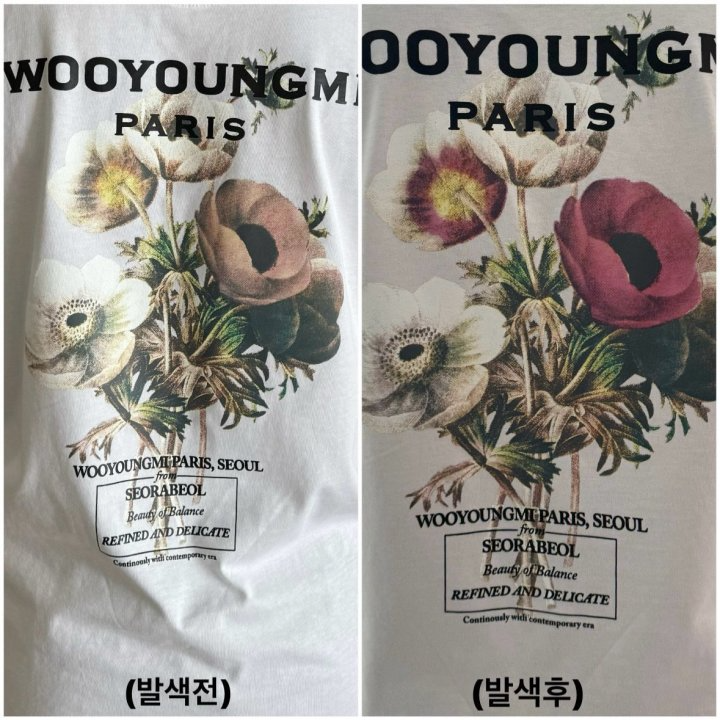 WOOYOUNGMI
PARIS
WOOYOUNGMI PARIS, SEOUL
from
SEORABEOL
Beauty of Balance
REFINED AND DELICATE
Continously with contemporary era
(발색전)
OOYOUNGM
PARIS
WOOYOUNGMI PARIS, SEOUL
from
SEORABEOL
Beauty of Balance
REFINED AND DELICATE
Continously with contemporary era
(발색후)